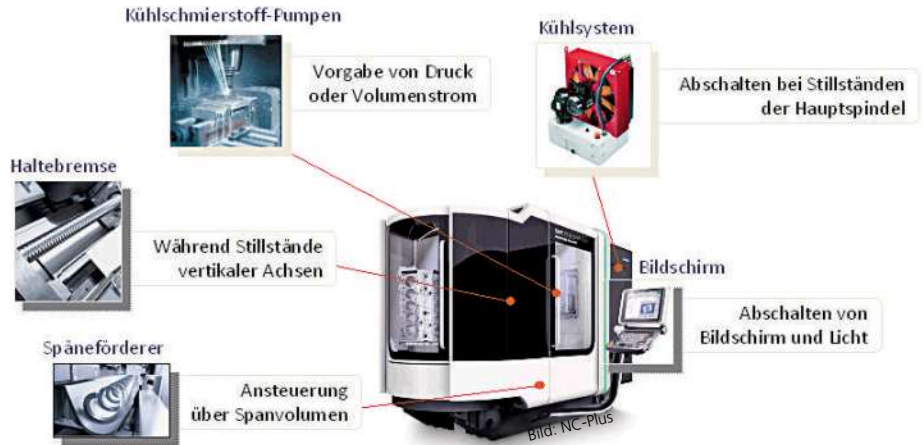 Kühlschmierstoff-Pumpen
Vorgabe von Druck
oder Volumenstrom
Kühlsystem
Abschalten bei Stillständen
der Hauptspindel
Haltebremse
Während Stillstände
vertikaler Achsen
Bildschirm
Abschalten von
Bildschirm und Licht
Späneförderer
Ansteuerung
über Spanvolumen
Bild: NC-Plus